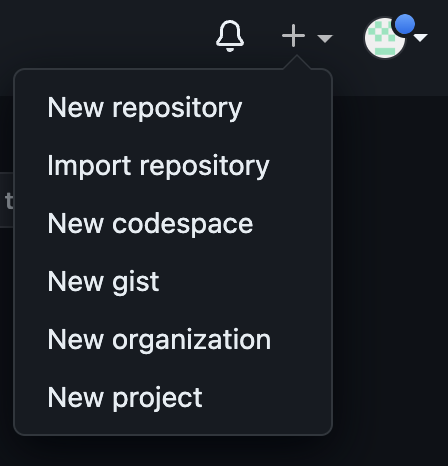 New repository
Import repository
New codespace
t
New gist
New organization
New project